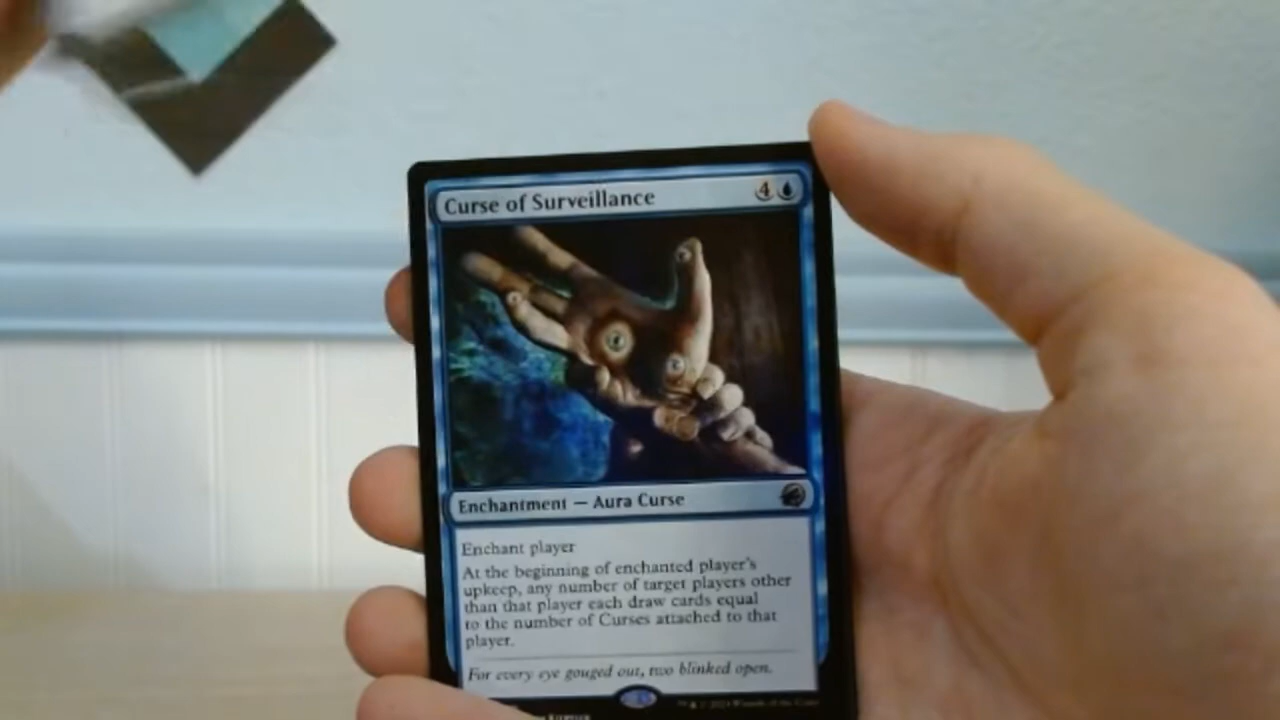 Curse of Surveillance 4
Enchantment — Aura Curse
Enchant player
At the beginning of enchanted player's
upkeep, any number of target players other
than that player each draw cards equal
to the number of Curses attached to that
player.
For every eye gouged out, two blinked open.